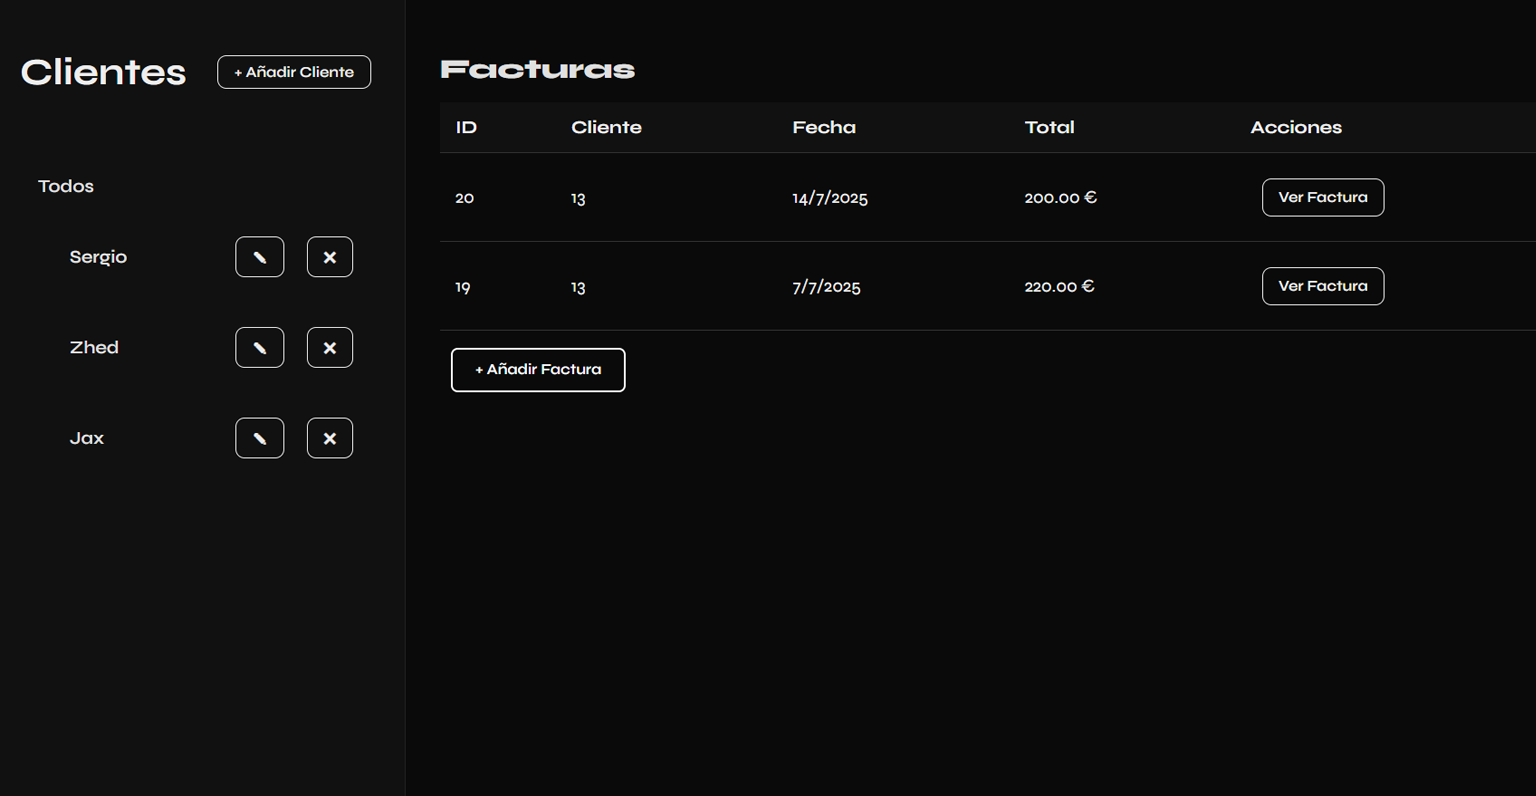 Clientes
+ Añadir Cliente
Todos
Sergio
Zhed
Jax
Facturas
ID Cliente Fecha Total Acciones
20 13 14/7/2025 200.00 € Ver Factura
19 13 7/7/2025 220.00 € Ver Factura
+ Añadir Factura